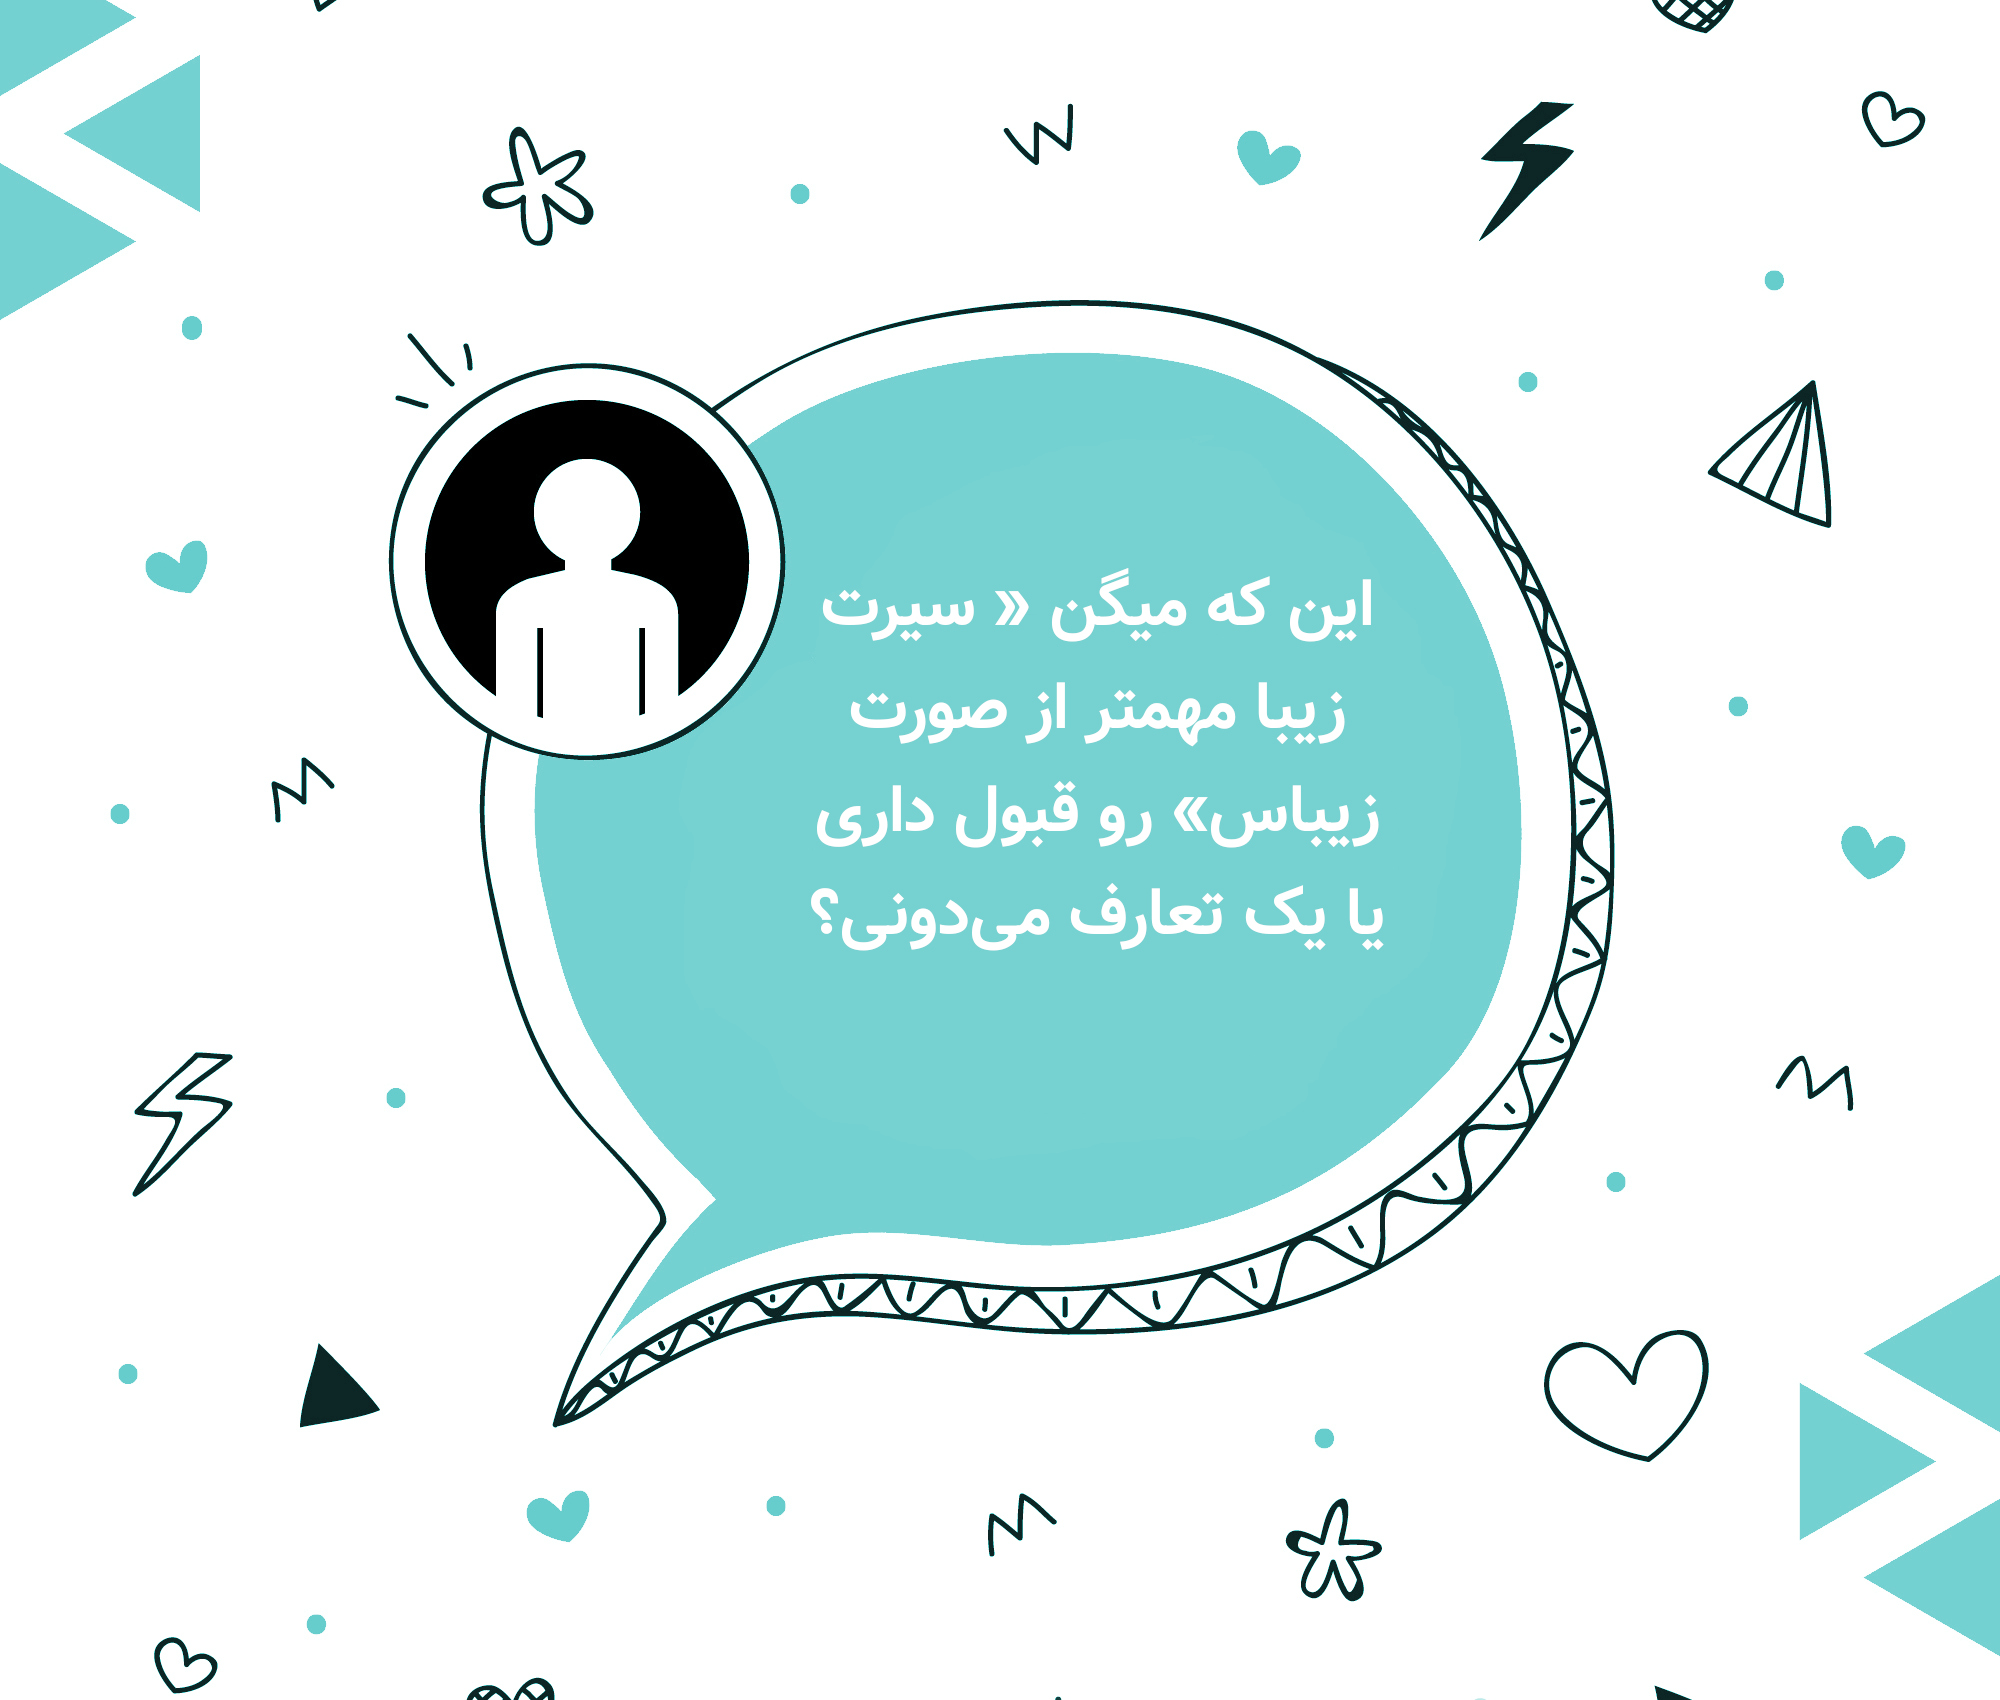 این که میگن « سیرت
زیبا مهمتر از صورت
زیباس» رو قبول داری
یا یک تعارف می‌دونی؟